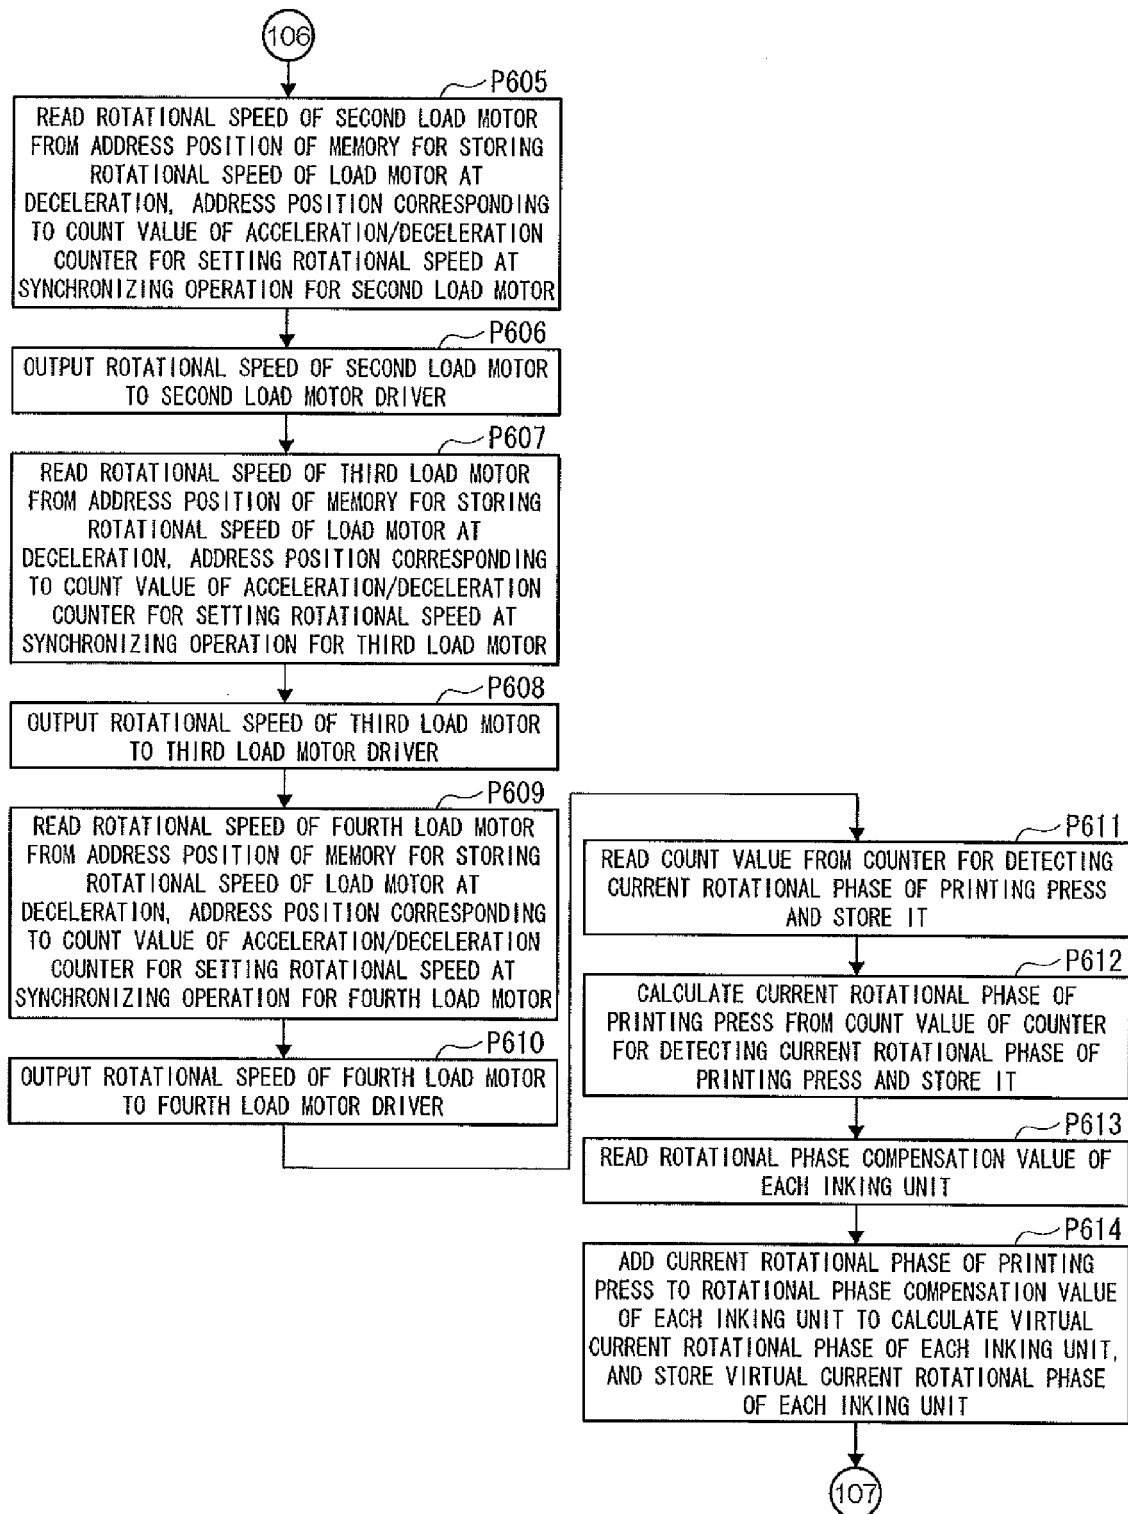 106
P605
READ ROTATIONAL SPEED OF SECOND LOAD MOTOR
FROM ADDRESS POSITION OF MEMORY FOR STORING
ROTATIONAL SPEED OF LOAD MOTOR AT
DECELERATION, ADDRESS POSITION CORRESPONDING
TO COUNT VALUE OF ACCELERATION/DECELERATION
COUNTER FOR SETTING ROTATIONAL SPEED AT
SYNCHRONIZING OPERATION FOR SECOND LOAD MOTOR
P606
OUTPUT ROTATIONAL SPEED OF SECOND LOAD MOTOR
TO SECOND LOAD MOTOR DRIVER
P607
READ ROTATIONAL SPEED OF THIRD LOAD MOTOR
FROM ADDRESS POSITION OF MEMORY FOR STORING
ROTATIONAL SPEED OF LOAD MOTOR AT
DECELERATION, ADDRESS POSITION CORRESPONDING
TO COUNT VALUE OF ACCELERATION/DECELERATION
COUNTER FOR SETTING ROTATIONAL SPEED AT
SYNCHRONIZING OPERATION FOR THIRD LOAD MOTOR
P608
OUTPUT ROTATIONAL SPEED OF THIRD LOAD MOTOR
TO THIRD LOAD MOTOR DRIVER
P609
READ ROTATIONAL SPEED OF FOURTH LOAD MOTOR
FROM ADDRESS POSITION OF MEMORY FOR STORING
ROTATIONAL SPEED OF LOAD MOTOR AT
DECELERATION, ADDRESS POSITION CORRESPONDING
TO COUNT VALUE OF ACCELERATION/DECELERATION
COUNTER FOR SETTING ROTATIONAL SPEED AT
SYNCHRONIZING OPERATION FOR FOURTH LOAD MOTOR
P610
OUTPUT ROTATIONAL SPEED OF FOURTH LOAD MOTOR
TO FOURTH LOAD MOTOR DRIVER
P611
READ COUNT VALUE FROM COUNTER FOR DETECTING
CURRENT ROTATIONAL PHASE OF PRINTING PRESS
AND STORE IT
P612
CALCULATE CURRENT ROTATIONAL PHASE OF
PRINTING PRESS FROM COUNT VALUE OF COUNTER
FOR DETECTING CURRENT ROTATIONAL PHASE OF
PRINTING PRESS AND STORE IT
P613
READ ROTATIONAL PHASE COMPENSATION VALUE OF
EACH INKING UNIT
P614
ADD CURRENT ROTATIONAL PHASE OF PRINTING
PRESS TO ROTATIONAL PHASE COMPENSATION VALUE
OF EACH INKING UNIT TO CALCULATE VIRTUAL
CURRENT ROTATIONAL PHASE OF EACH INKING UNIT,
AND STORE VIRTUAL CURRENT ROTATIONAL PHASE
OF EACH INKING UNIT
107